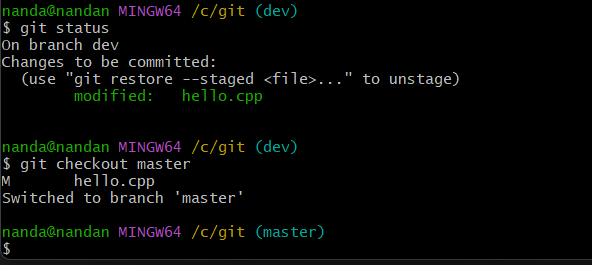 nanda@nandan MINGW64 /c/git (dev)
$ git status
On branch dev
Changes to be committed:
  (use "git restore --staged <file>..." to unstage)
        modified:   hello.cpp
nanda@nandan MINGW64 /c/git (dev)
$ git checkout master
M       hello.cpp
Switched to branch 'master'
nanda@nandan MINGW64 /c/git (master)
$